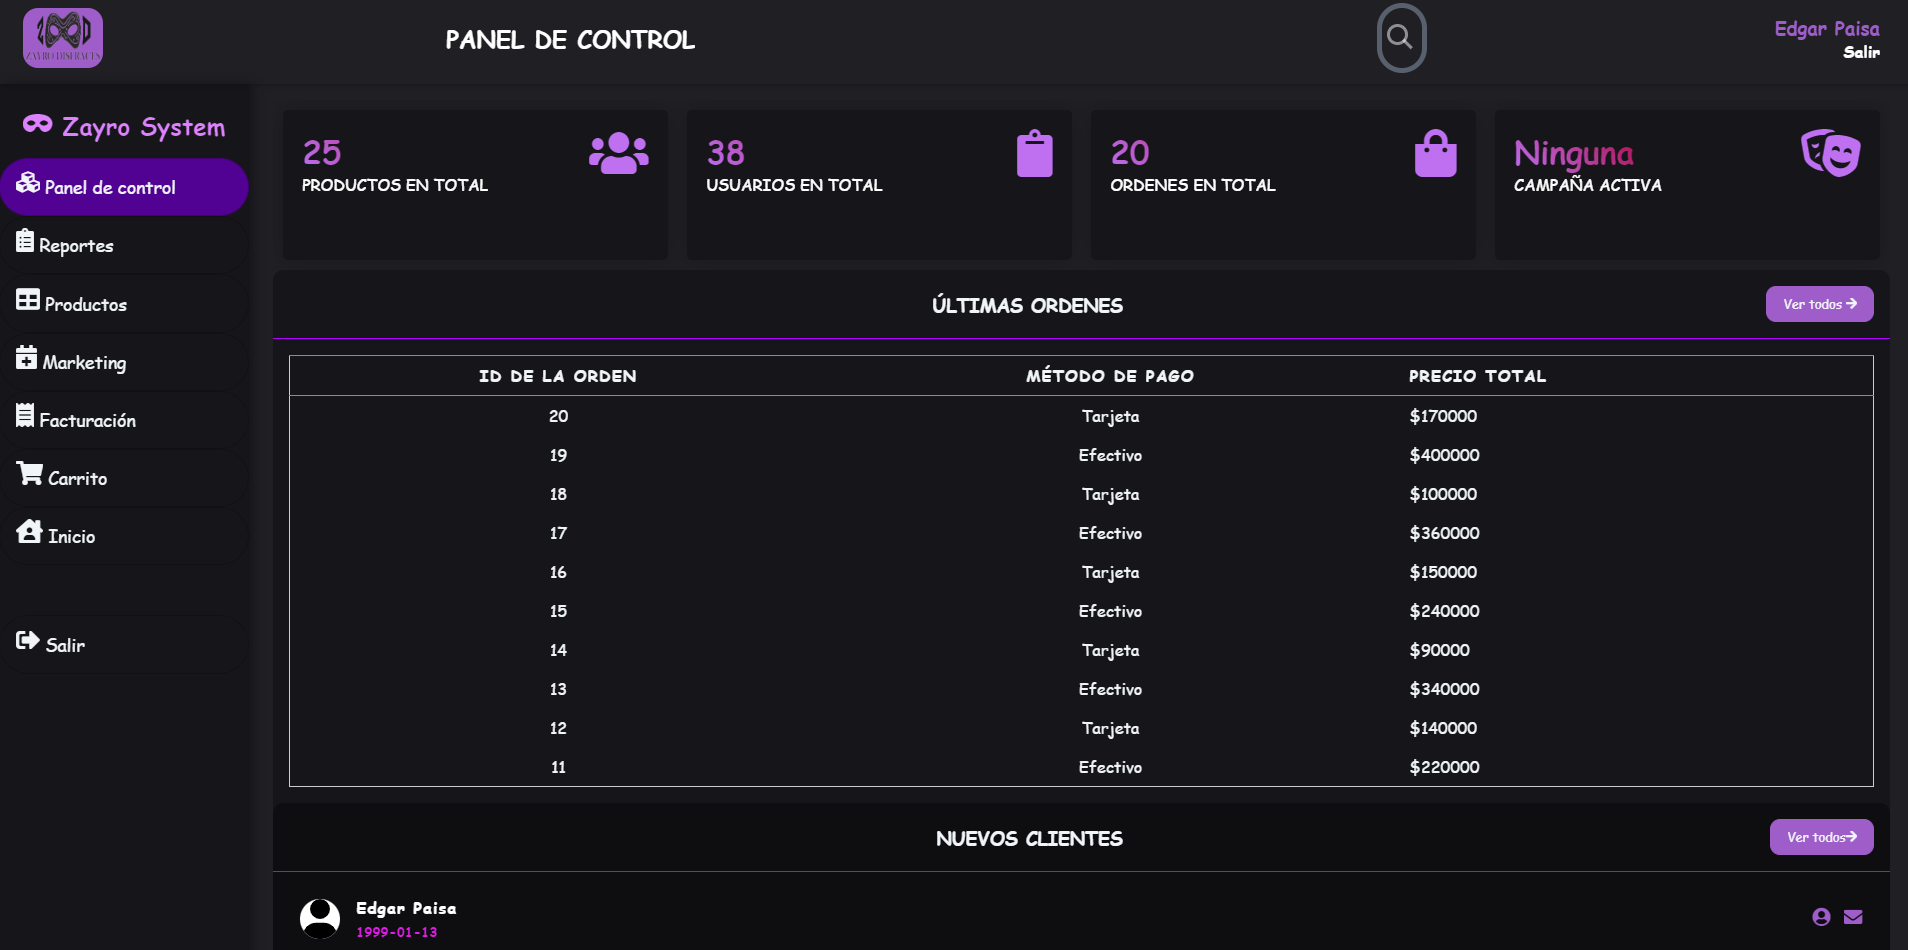 ZAYRO DISFRACES
PANEL DE CONTROL
Edgar Paisa
Salir
Zayro System
Panel de control
Reportes
Productos
Marketing
Facturación
Carrito
Inicio
Salir
25
PRODUCTOS EN TOTAL
38
USUARIOS EN TOTAL
20
ORDENES EN TOTAL
Ninguna
CAMPAÑA ACTIVA
ÚLTIMAS ORDENES
Ver todos
ID DE LA ORDEN MÉTODO DE PAGO PRECIO TOTAL
20 Tarjeta $170000
19 Efectivo $400000
18 Tarjeta $100000
17 Efectivo $360000
16 Tarjeta $150000
15 Efectivo $240000
14 Tarjeta $90000
13 Efectivo $340000
12 Tarjeta $140000
11 Efectivo $220000
NUEVOS CLIENTES
Ver todos
Edgar Paisa
1999-01-13